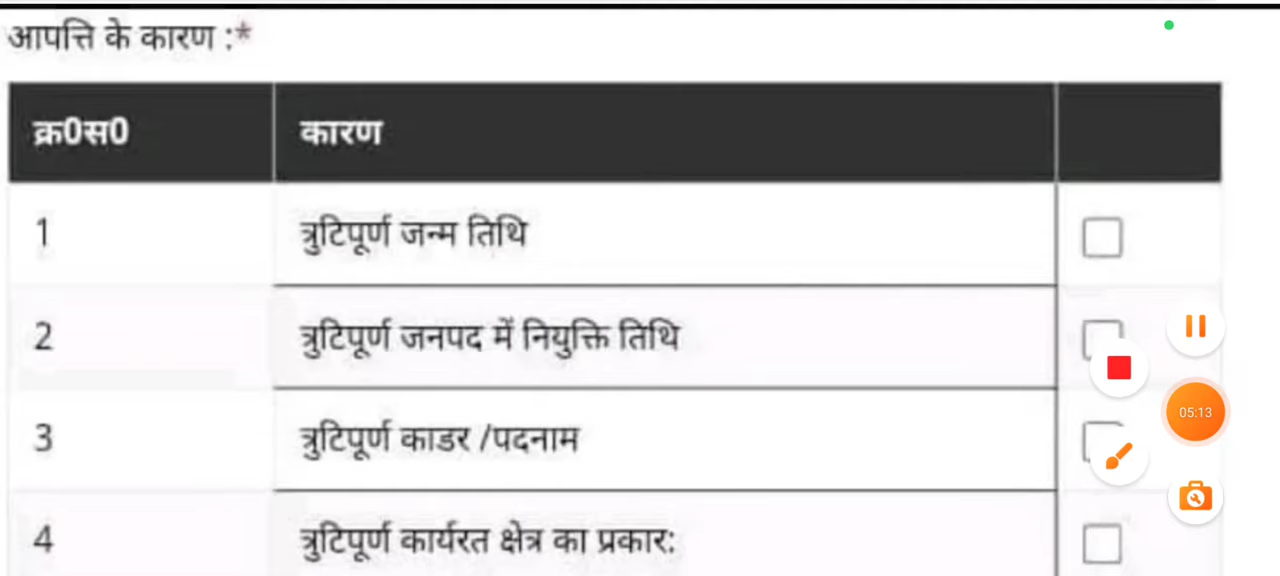 आपत्ति के कारण :*
क्र0स0 कारण
1 त्रुटिपूर्ण जन्म तिथि
2 त्रुटिपूर्ण जनपद में नियुक्ति तिथि
3 त्रुटिपूर्ण काडर /पदनाम
4 त्रुटिपूर्ण कार्यरत क्षेत्र का प्रकार:
05:13